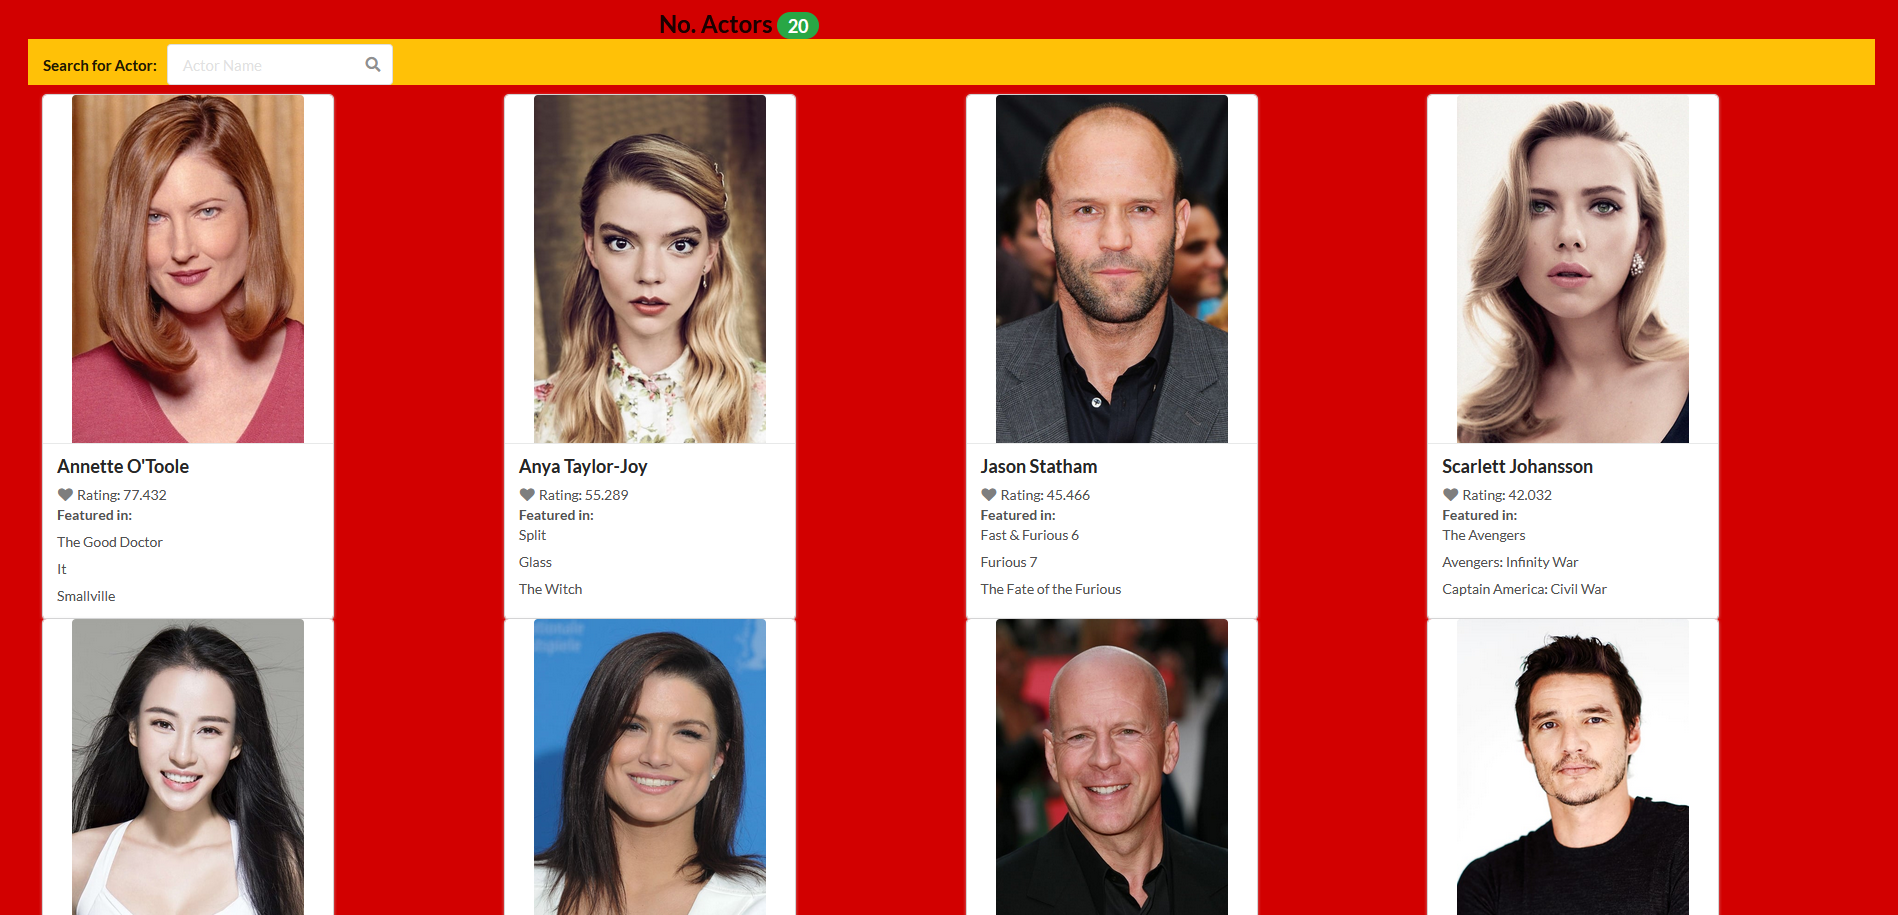 No. Actors 20
Search for Actor: Actor Name
Annette O'Toole
Rating: 77.432
Featured in:
The Good Doctor
It
Smallville
Anya Taylor-Joy
Rating: 55.289
Featured in:
Split
Glass
The Witch
Jason Statham
Rating: 45.466
Featured in:
Fast & Furious 6
Furious 7
The Fate of the Furious
Scarlett Johansson
Rating: 42.032
Featured in:
The Avengers
Avengers: Infinity War
Captain America: Civil War